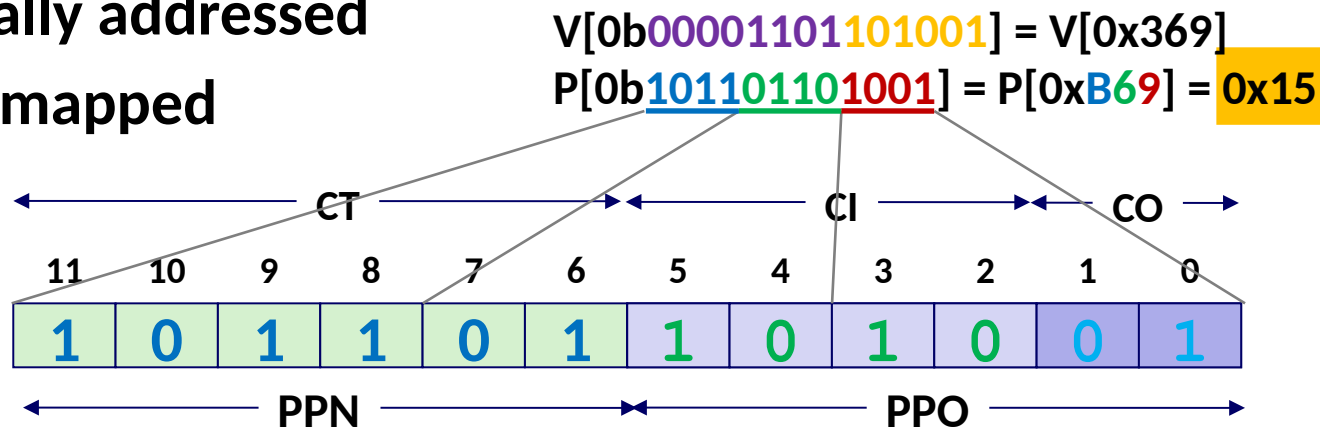 ally addressed
mapped
V[0b00001101101001] = V[0x369]
P[0b101101101001] = P[0xB69] = 0x15
CT CI CO
11 10 9 8 7 6 5 4 3 2 1 0
1 0 1 1 0 1 1 0 1 0 0 1
PPN PPO